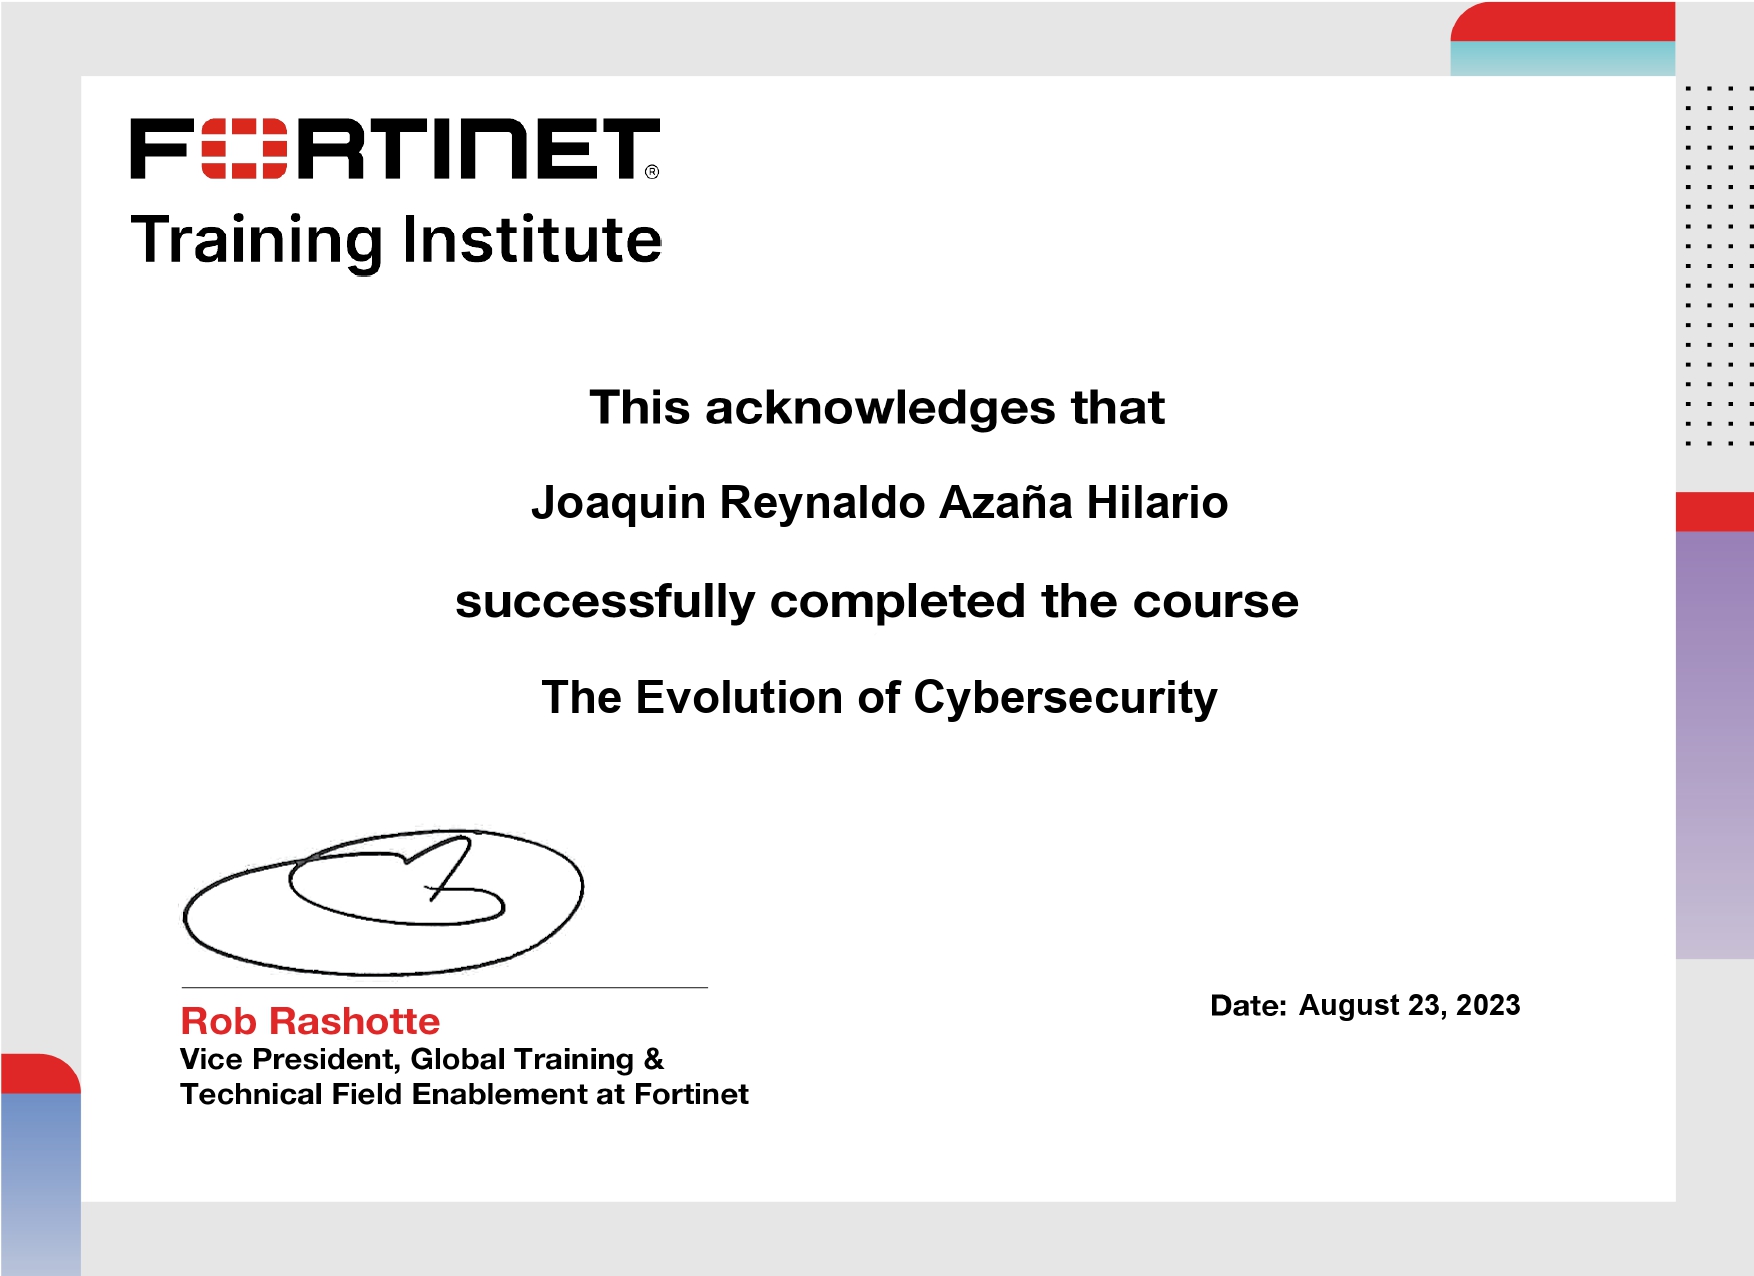 FORTINET®
Training Institute
This acknowledges that
Joaquin Reynaldo Azaña Hilario
successfully completed the course
The Evolution of Cybersecurity
Rob Rashotte
Vice President, Global Training &
Technical Field Enablement at Fortinet
Date: August 23, 2023